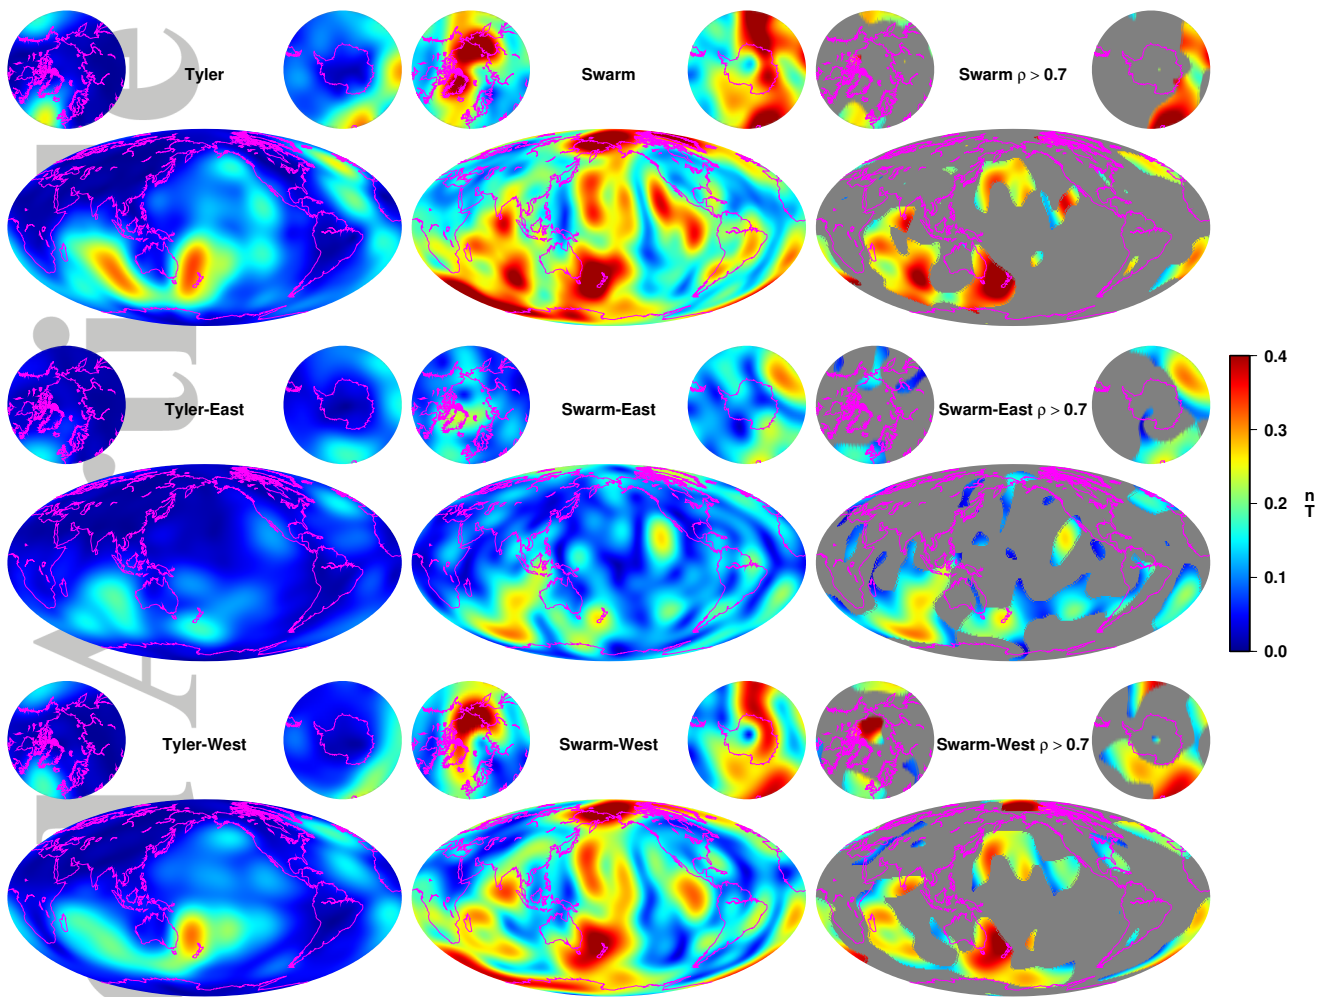 Tyler
Swarm
Swarm ρ > 0.7
Tyler-East
Swarm-East
Swarm-East ρ > 0.7
0.4
0.3
0.2
0.1
0.0
n
T
Tyler-West
Swarm-West
Swarm-West ρ > 0.7